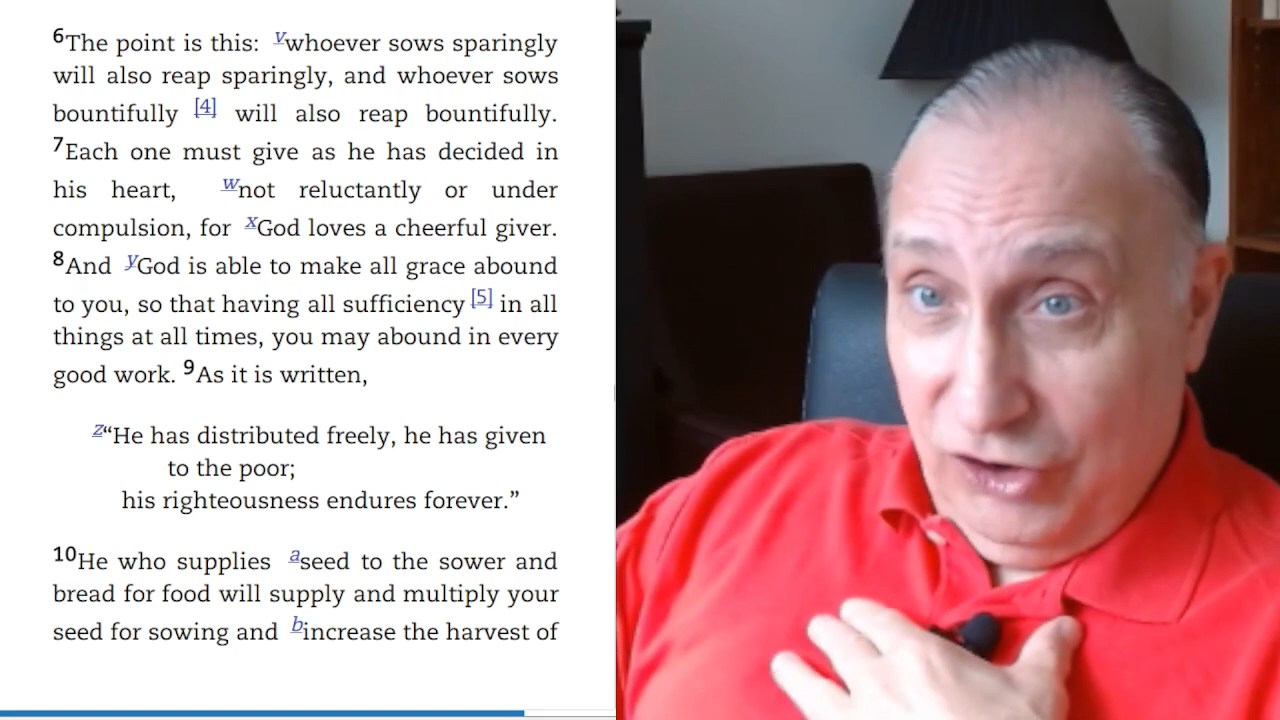 6The point is this: vwhoever sows sparingly
will also reap sparingly, and whoever sows
bountifully [4] will also reap bountifully.
7Each one must give as he has decided in
his heart, wnot reluctantly or under
compulsion, for xGod loves a cheerful giver.
8And yGod is able to make all grace abound
to you, so that having all sufficiency [5] in all
things at all times, you may abound in every
good work. 9As it is written,
z“He has distributed freely, he has given
to the poor;
his righteousness endures forever.”
10He who supplies aseed to the sower and
bread for food will supply and multiply your
seed for sowing and bincrease the harvest of